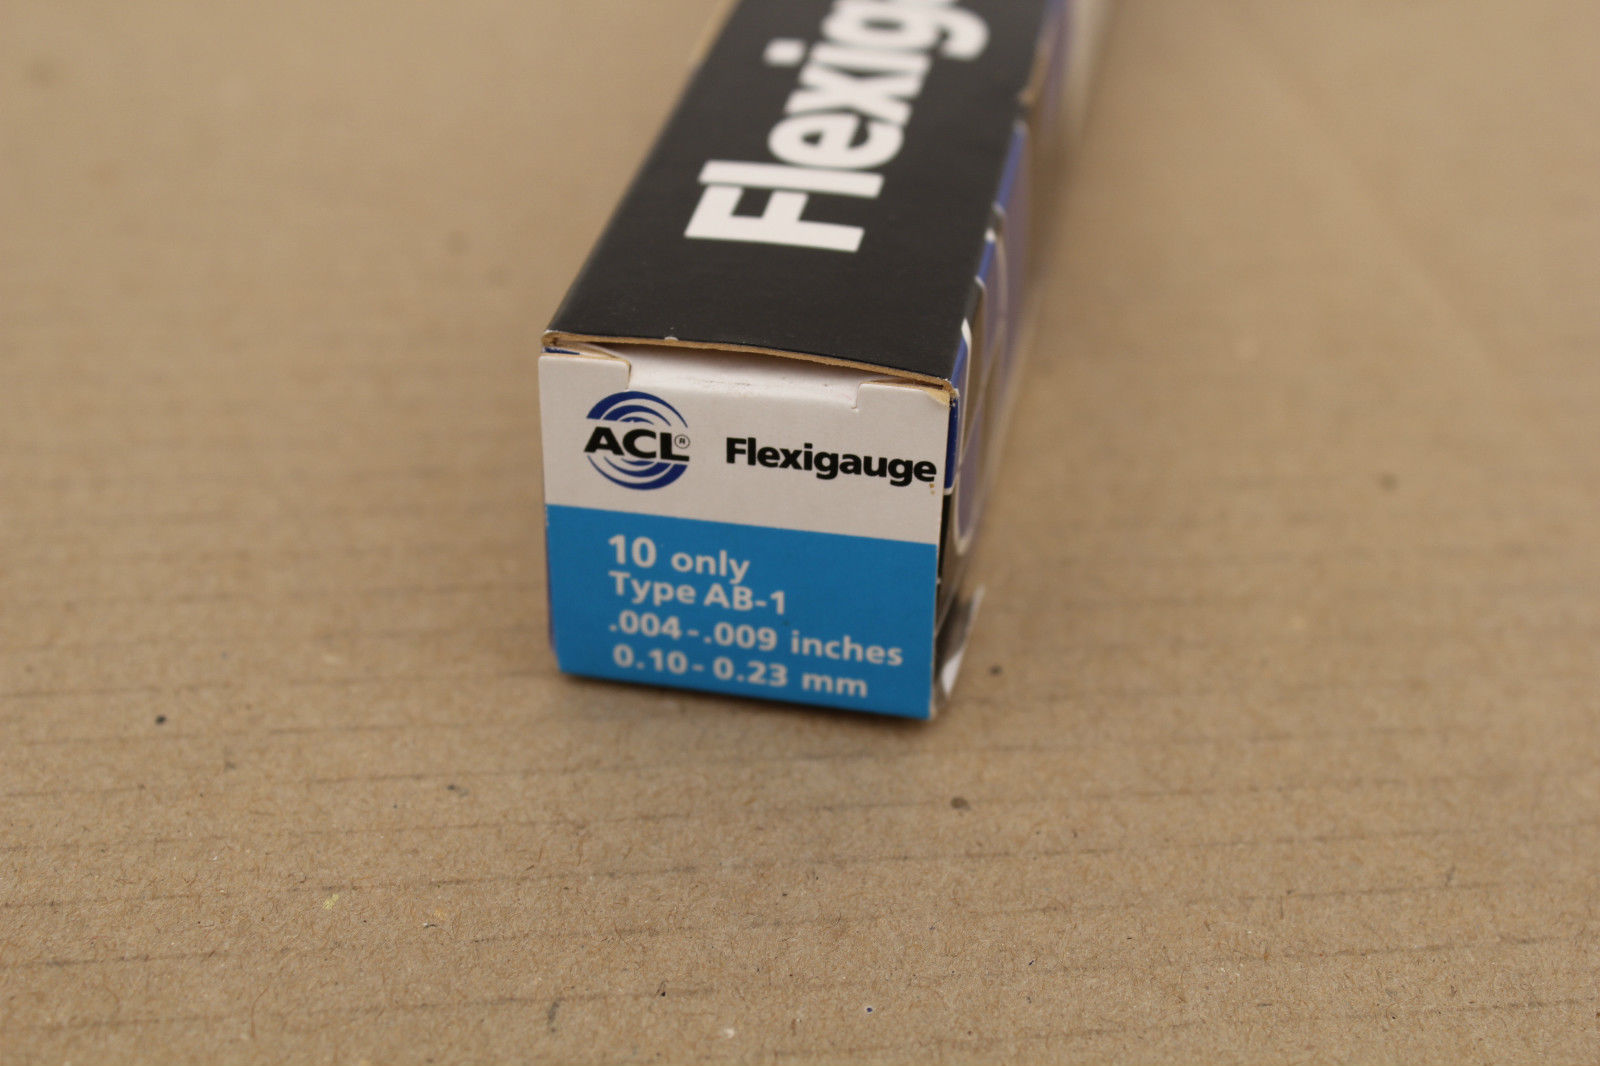 Flexig
ACL®
Flexigauge
10 only
Type AB-1
.004-.009 inches
0.10-0.23 mm